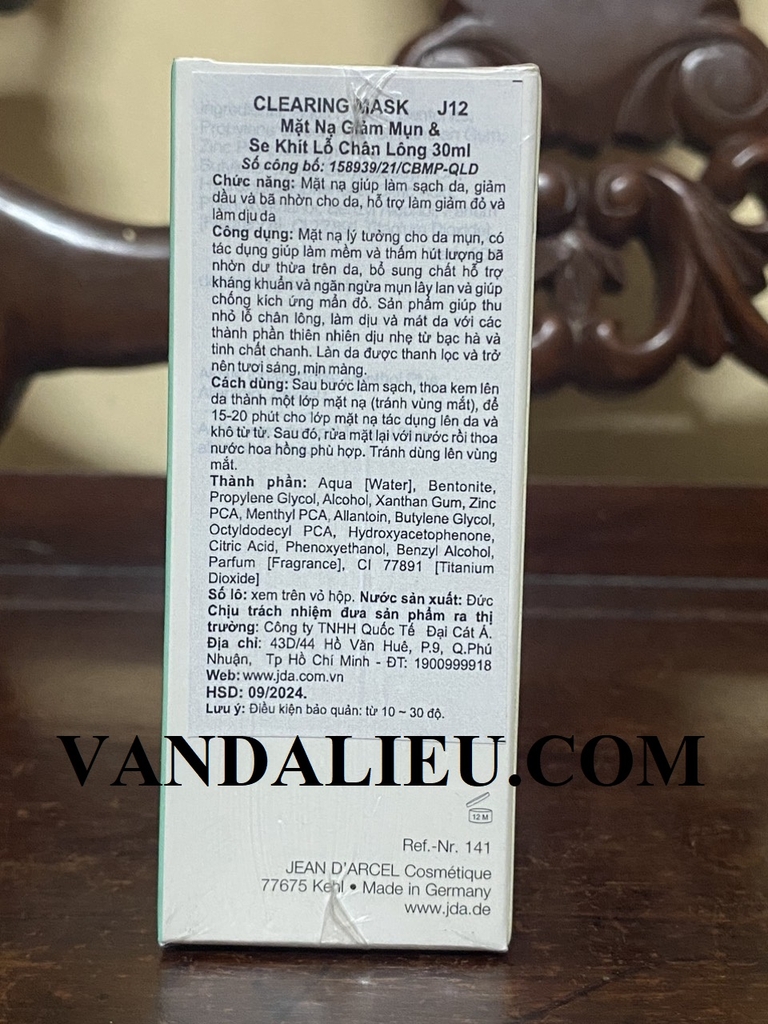 CLEARING MASK J12
Mặt Nạ Giảm Mụn &
Se Khít Lỗ Chân Lông 30ml
Số công bố: 158939/21/CBMP-QLD
Chức năng: Mặt nạ giúp làm sạch da, giảm
dầu và bã nhờn cho da, hỗ trợ làm giảm đỏ và
làm dịu da
Công dụng: Mặt nạ lý tưởng cho da mụn, có
tác dụng giúp làm mềm và thấm hút lượng bã
nhờn dư thừa trên da, bổ sung chất hỗ trợ
kháng khuẩn và ngăn ngừa mụn lây lan và giúp
chống kích ứng mẩn đỏ. Sản phẩm giúp thu
nhỏ lỗ chân lông, làm dịu và mát da với các
thành phần thiên nhiên dịu nhẹ từ bạc hà và
tinh chất chanh. Làn da được thanh lọc và trở
nên tươi sáng, mịn màng.
Cách dùng: Sau bước làm sạch, thoa kem lên
da thành một lớp mặt nạ (tránh vùng mắt), để
15-20 phút cho lớp mặt nạ tác dụng lên da và
khô từ từ. Sau đó, rửa mặt lại với nước rồi thoa
nước hoa hồng phù hợp. Tránh dùng lên vùng
mắt.
Thành phần: Aqua [Water], Bentonite,
Propylene Glycol, Alcohol, Xanthan Gum, Zinc
PCA, Menthyl PCA, Allantoin, Butylene Glycol,
Octyldodecyl PCA, Hydroxyacetophenone,
Citric Acid, Phenoxyethanol, Benzyl Alcohol,
Parfum [Fragrance], CI 77891 [Titanium
Dioxide]
Số lô: xem trên vỏ hộp. Nước sản xuất: Đức
Chịu trách nhiệm đưa sản phẩm ra thị
trường: Công ty TNHH Quốc Tế Đại Cát Á.
Địa chỉ: 43D/44 Hồ Văn Huê, P.9, Q.Phú
Nhuận, Tp Hồ Chí Minh - ĐT: 1900999918
Web: www.jda.com.vn
HSD: 09/2024.
Lưu ý: Điều kiện bảo quản: từ 10 ~ 30 độ.
VANDALIEU.COM
12 M
Ref.-Nr. 141
JEAN D'ARCEL Cosmétique
77675 Kehl • Made in Germany
www.jda.de